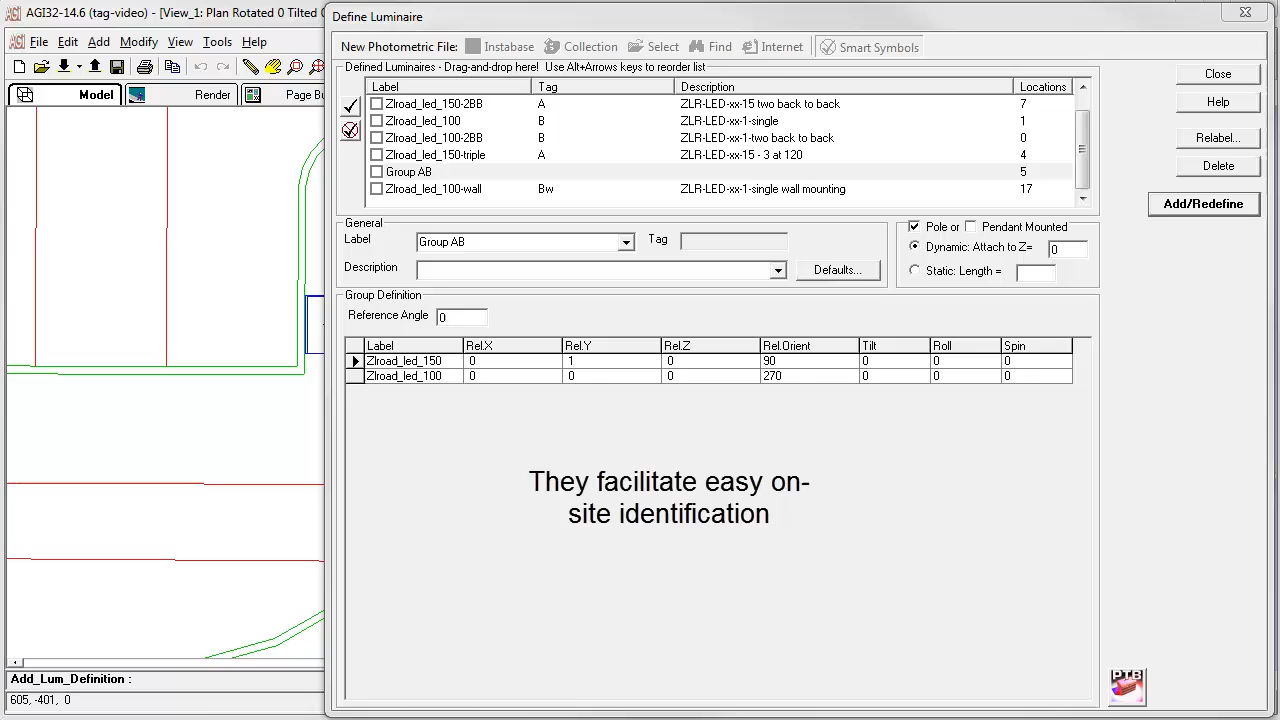 AGI32-14.6 (tag-video) - [View_1: Plan Rotated 0 Tilted 0
Define Luminaire
File Edit Add Modify View Tools Help
New Photometric File: Instabase Collection Select Find Internet Smart Symbols
Defined Luminaires - Drag-and-drop here! Use Alt+Arrows keys to reorder list
Close
Model Render Page Bu
Label Tag Description Locations
Zlroad_led_150-2BB A ZLR-LED-xx-15 two back to back 7
Help
Zlroad_led_100 B ZLR-LED-xx-1-single 1
Zlroad_led_100-2BB B ZLR-LED-xx-1-two back to back 0
Relabel...
Zlroad_led_150-triple A ZLR-LED-xx-15 - 3 at 120 4
Delete
Group AB 5
Zlroad_led_100-wall Bw ZLR-LED-xx-1-single wall mounting 17
Add/Redefine
General
Pole or Pendant Mounted
Label Group AB Tag
Dynamic: Attach to Z= 0
Description Defaults...
Static: Length =
Group Definition
Reference Angle 0
Label Rel.X Rel.Y Rel.Z Rel.Orient Tilt Roll Spin
Zlroad_led_150 0 1 0 90 0 0 0
Zlroad_led_100 0 0 0 270 0 0 0
They facilitate easy on-
site identification
Add_Lum_Definition :
605, -401, 0
PTB